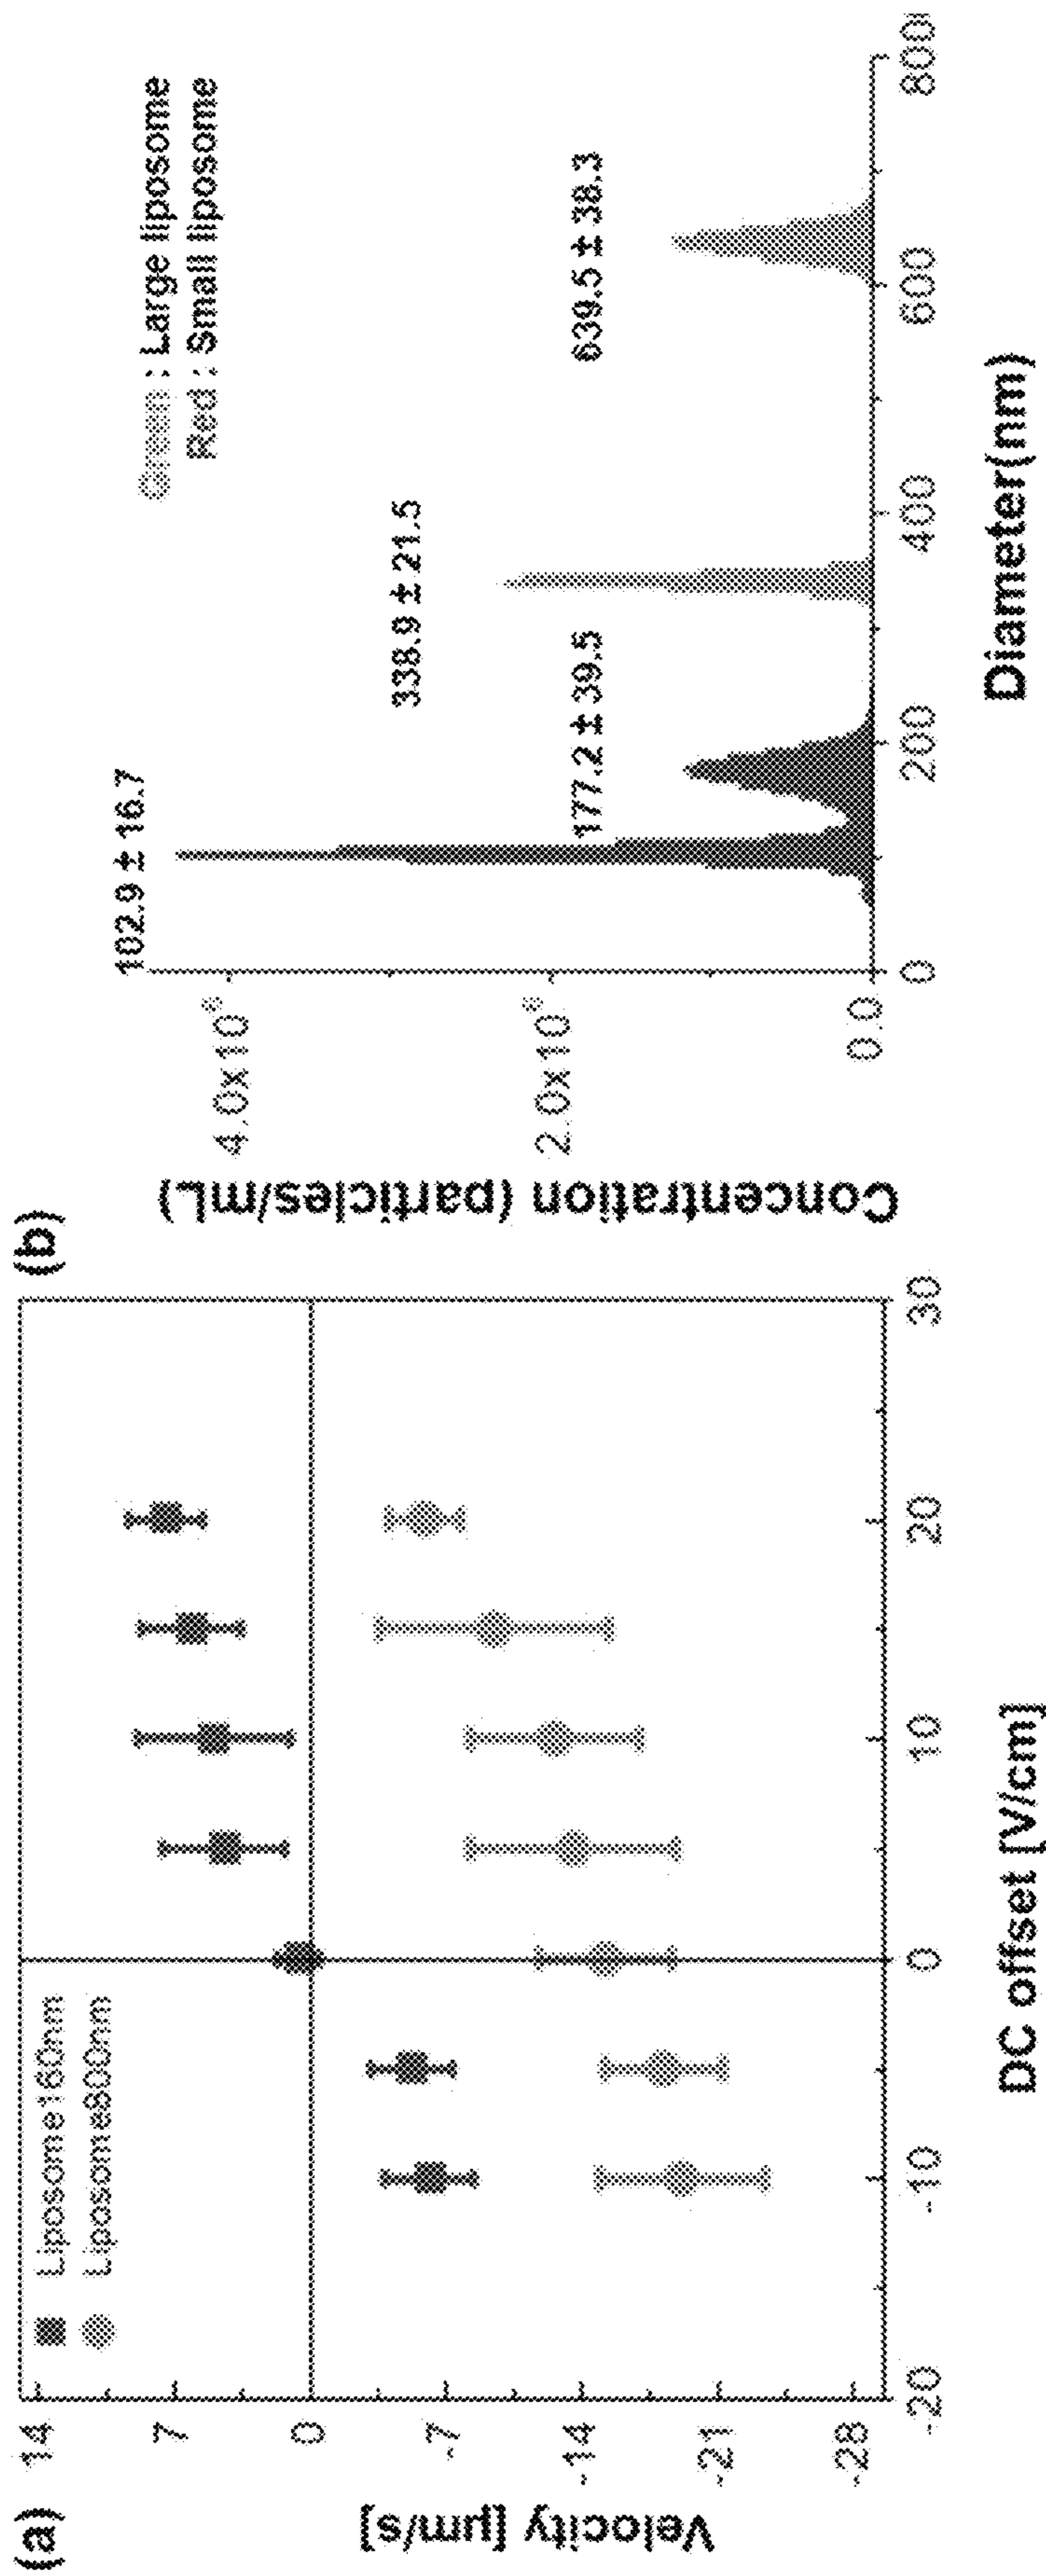 (a)
Velocity [µm/s]
14
7
0
-7
-14
-21
-28
Liposome160nm
Liposome800nm
-20
-10
0
10
20
30
DC offset [V/cm]
(b)
Concentration (particles/mL)
4.0x10⁸
2.0x10⁸
0.0
102.9 ± 16.7
177.2 ± 39.5
338.9 ± 21.5
639.5 ± 38.3
Green : Large liposome
Red : Small liposome
0
200
400
600
800
Diameter(nm)